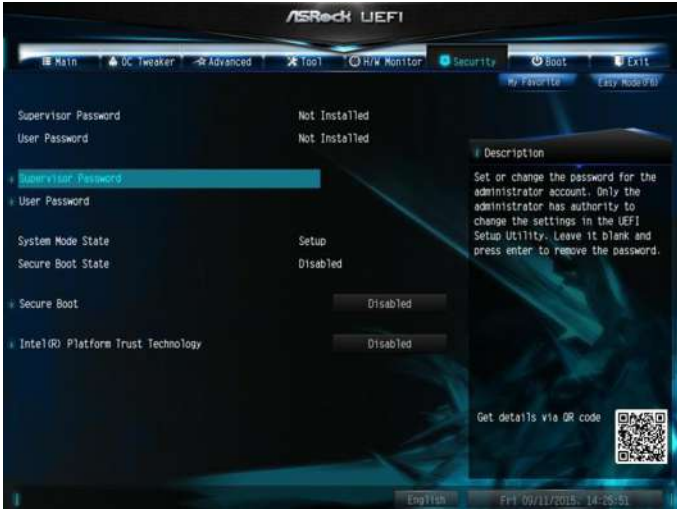 ASRock UEFI
Main OC Tweaker Advanced Tool H/W Monitor Security Boot Exit
My Favorite Easy Mode(F6)
Supervisor Password Not Installed
User Password Not Installed
Supervisor Password
User Password
System Mode State Setup
Secure Boot State Disabled
Secure Boot Disabled
Intel(R) Platform Trust Technology Disabled
Description
Set or change the password for the
administrator account. Only the
administrator has authority to
change the settings in the UEFI
Setup Utility. Leave it blank and
press enter to remove the password.
Get details via QR code
English Fri 09/11/2015. 14:25:51